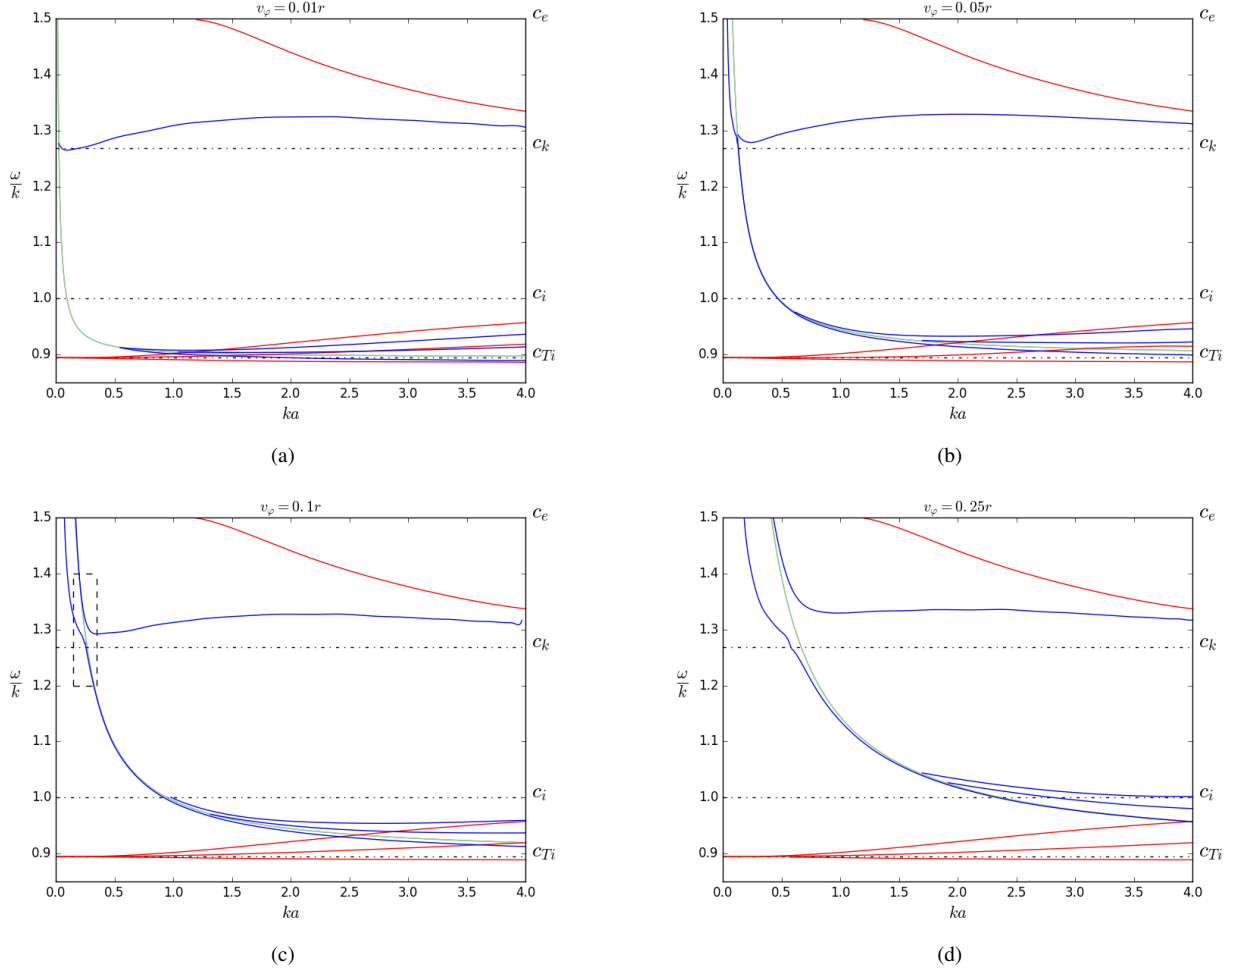 v_φ = 0.01r
1.5
1.4
1.3
1.2
1.1
1.0
0.9
ω/k
c_e
c_k
c_i
c_Ti
0.0 0.5 1.0 1.5 2.0 2.5 3.0 3.5 4.0
ka
(a)
v_φ = 0.05r
1.5
1.4
1.3
1.2
1.1
1.0
0.9
ω/k
c_e
c_k
c_i
c_Ti
0.0 0.5 1.0 1.5 2.0 2.5 3.0 3.5 4.0
ka
(b)
v_φ = 0.1r
1.5
1.4
1.3
1.2
1.1
1.0
0.9
ω/k
c_e
c_k
c_i
c_Ti
0.0 0.5 1.0 1.5 2.0 2.5 3.0 3.5 4.0
ka
(c)
v_φ = 0.25r
1.5
1.4
1.3
1.2
1.1
1.0
0.9
ω/k
c_e
c_k
c_i
c_Ti
0.0 0.5 1.0 1.5 2.0 2.5 3.0 3.5 4.0
ka
(d)